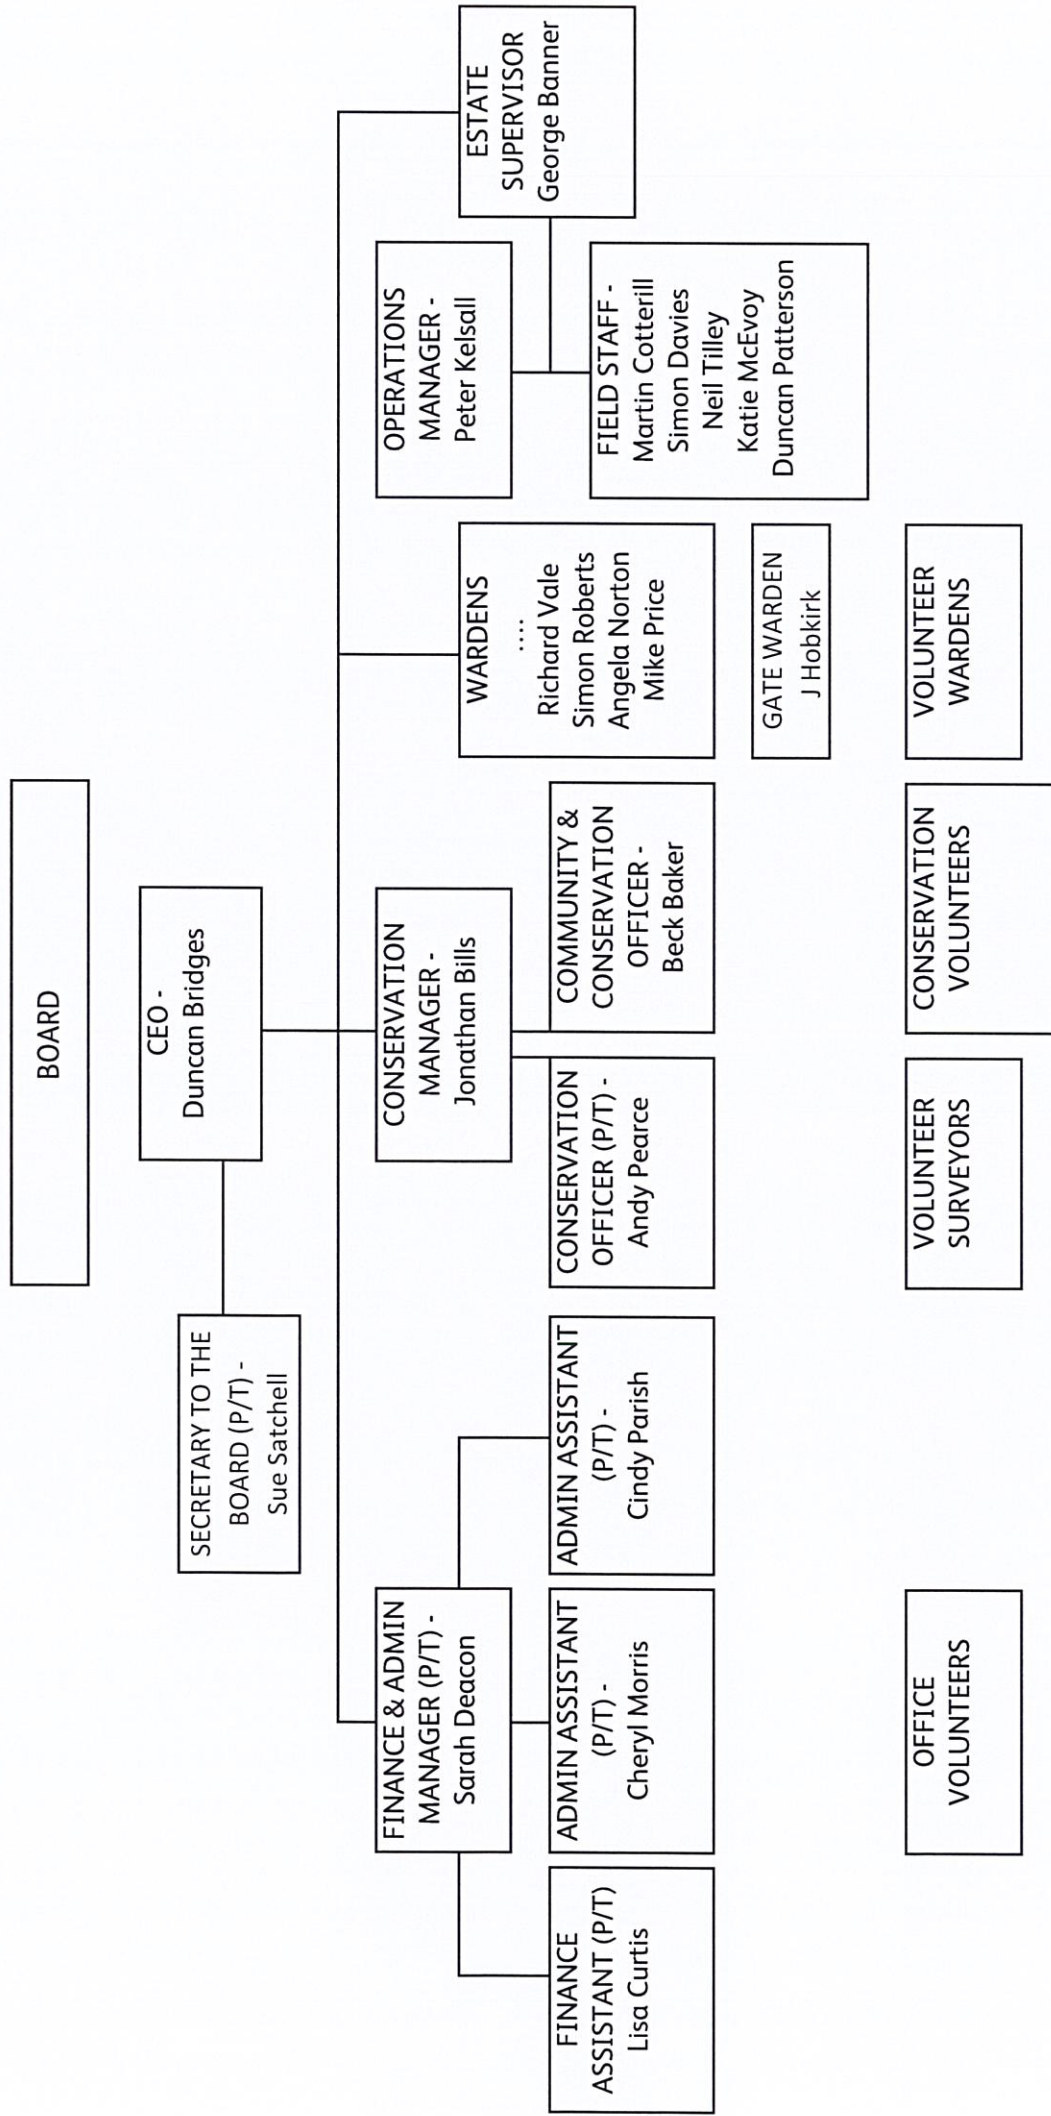 BOARD
SECRETARY TO THE
BOARD (P/T) -
Sue Satchell
CEO -
Duncan Bridges
FINANCE & ADMIN
MANAGER (P/T) -
Sarah Deacon
CONSERVATION
MANAGER -
Jonathan Bills
OPERATIONS
MANAGER -
Peter Kelsall
ESTATE
SUPERVISOR
George Banner
FINANCE
ASSISTANT (P/T)
Lisa Curtis
ADMIN ASSISTANT
(P/T) -
Cheryl Morris
ADMIN ASSISTANT
(P/T) -
Cindy Parish
CONSERVATION
OFFICER (P/T) -
Andy Pearce
COMMUNITY &
CONSERVATION
OFFICER -
Beck Baker
WARDENS
....
Richard Vale
Simon Roberts
Angela Norton
Mike Price
FIELD STAFF -
Martin Cotterill
Simon Davies
Neil Tilley
Katie McEvoy
Duncan Patterson
GATE WARDEN
J Hobkirk
OFFICE
VOLUNTEERS
VOLUNTEER
SURVEYORS
CONSERVATION
VOLUNTEERS
VOLUNTEER
WARDENS